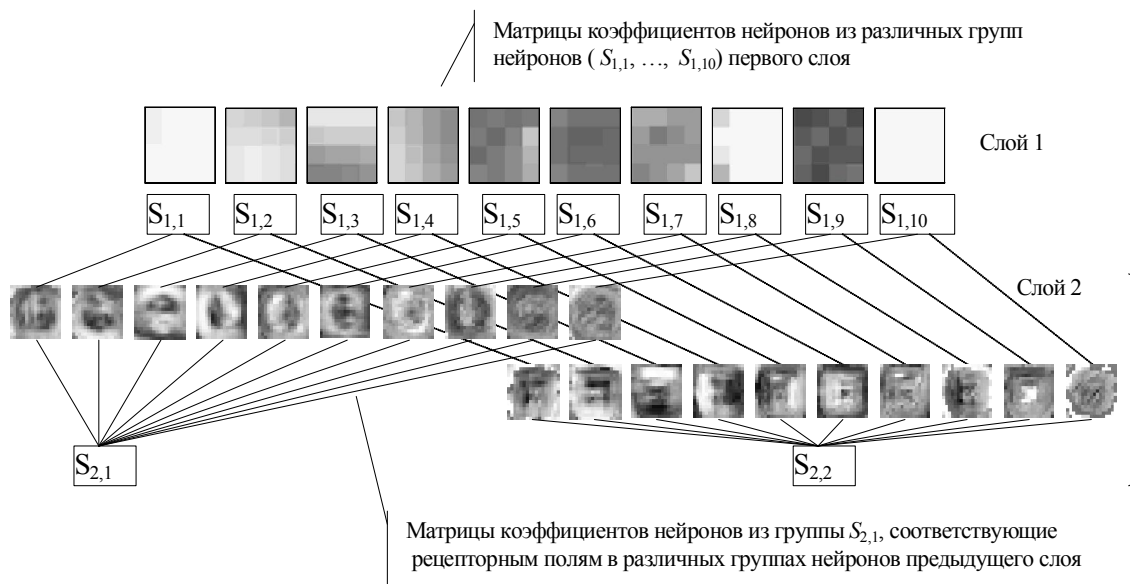 Матрицы коэффициентов нейронов из различных групп
нейронов ( S1,1, …, S1,10) первого слоя
Слой 1
S1,1 S1,2 S1,3 S1,4 S1,5 S1,6 S1,7 S1,8 S1,9 S1,10
Слой 2
S2,1 S2,2
Матрицы коэффициентов нейронов из группы S2,1, соответствующие
рецепторным полям в различных группах нейронов предыдущего слоя